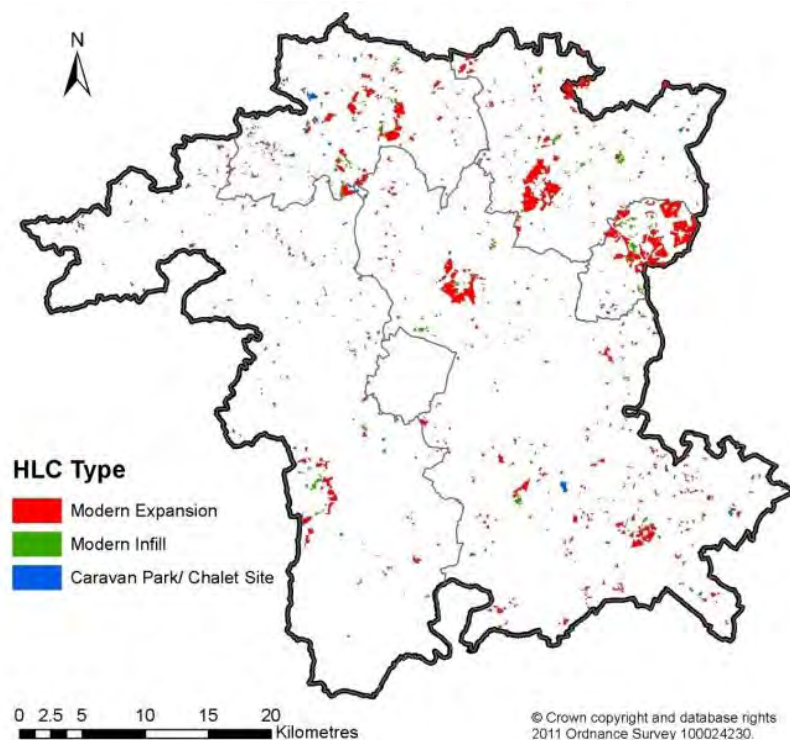 N
HLC Type
Modern Expansion
Modern Infill
Caravan Park/ Chalet Site
0 2.5 5 10 15 20
Kilometres
© Crown copyright and database rights
2011 Ordnance Survey 100024230.